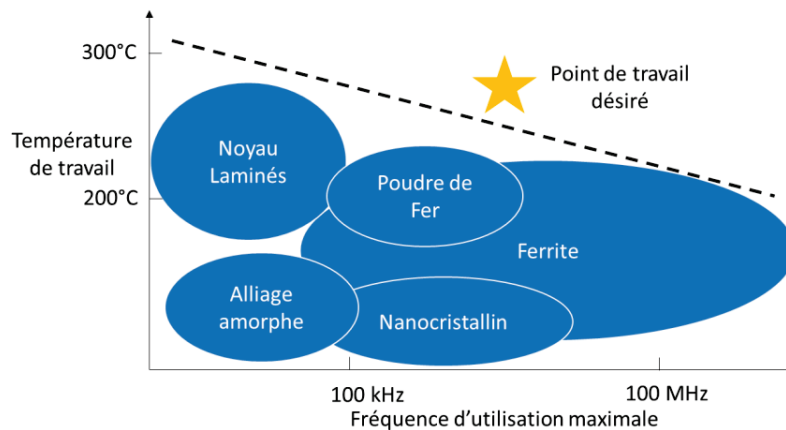 300°C
Point de travail
désiré
Température
de travail
Noyau
Laminés
Poudre de
Fer
200°C
Ferrite
Alliage
amorphe
Nanocristallin
100 kHz
100 MHz
Fréquence d'utilisation maximale